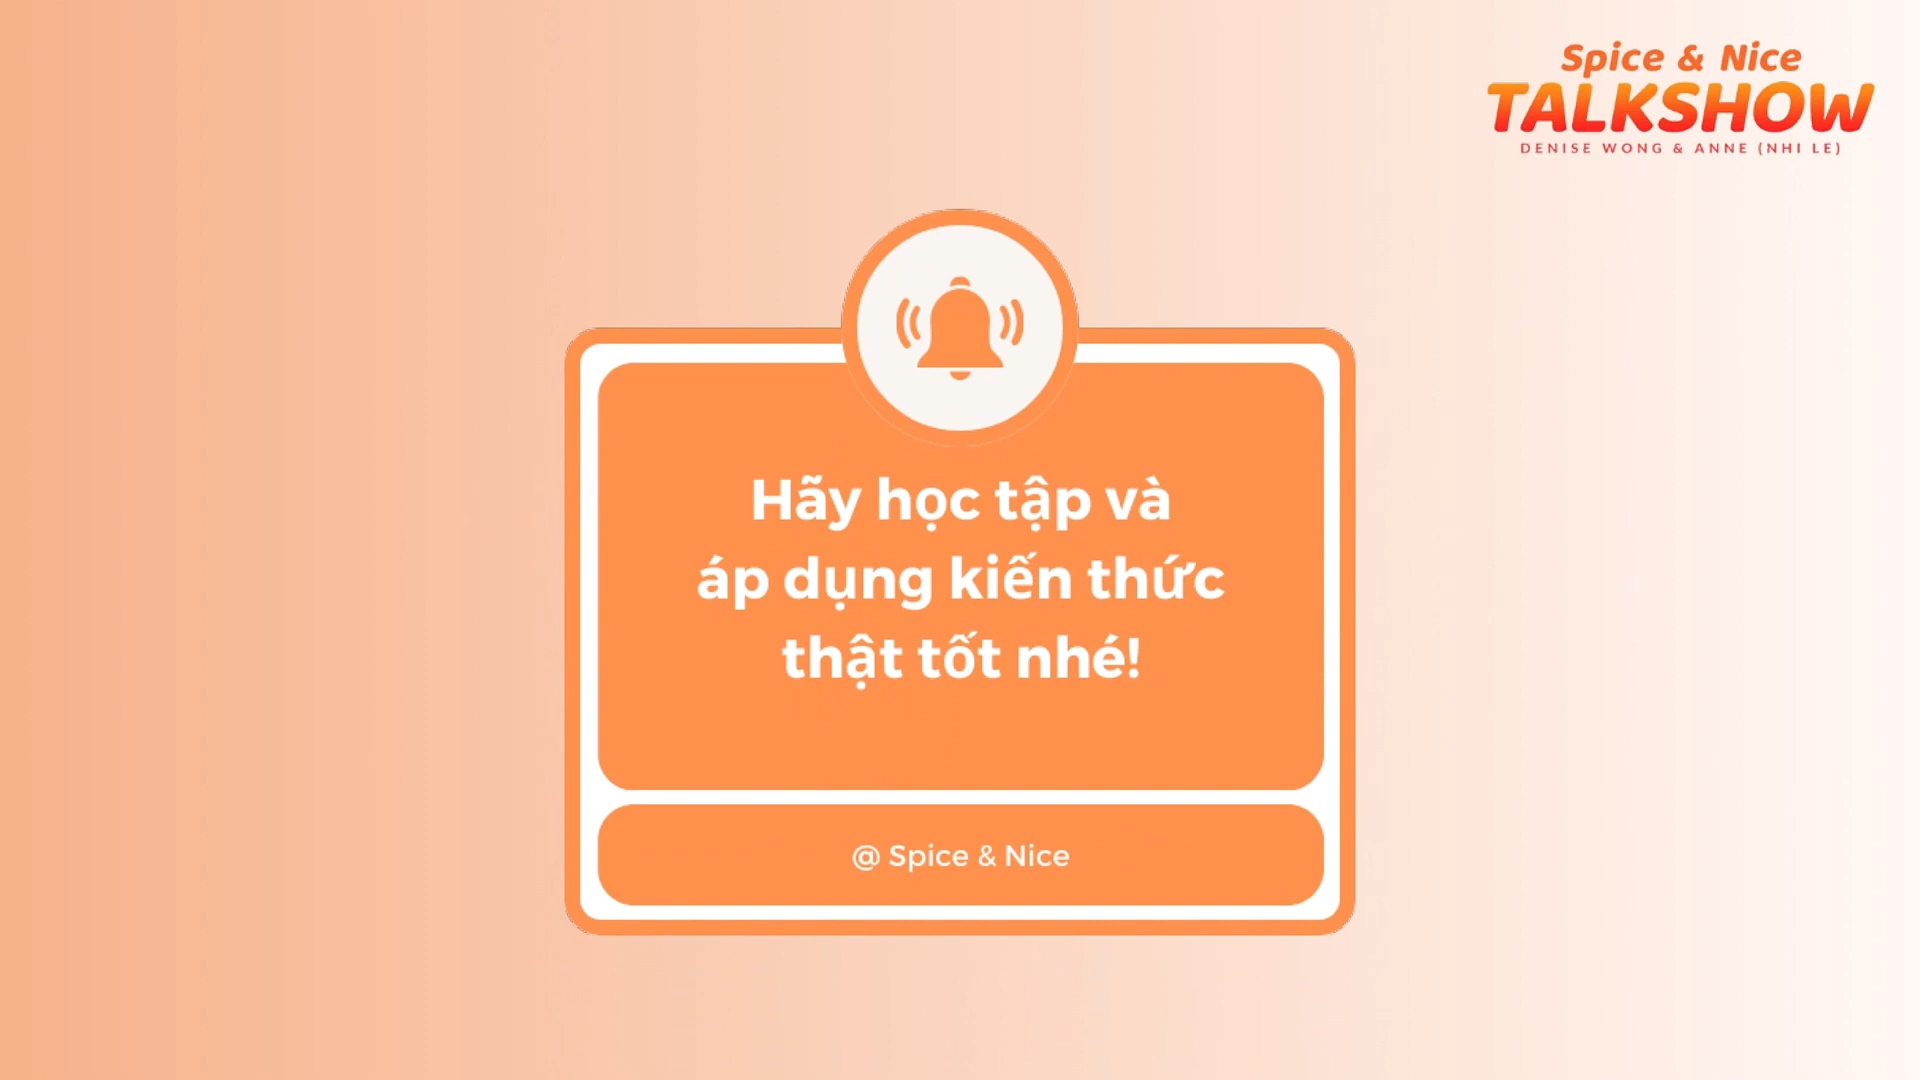 Spice & Nice
TALKSHOW
DENISE WONG & ANNE (NHI LE)
Hãy học tập và
áp dụng kiến thức
thật tốt nhé!
@ Spice & Nice